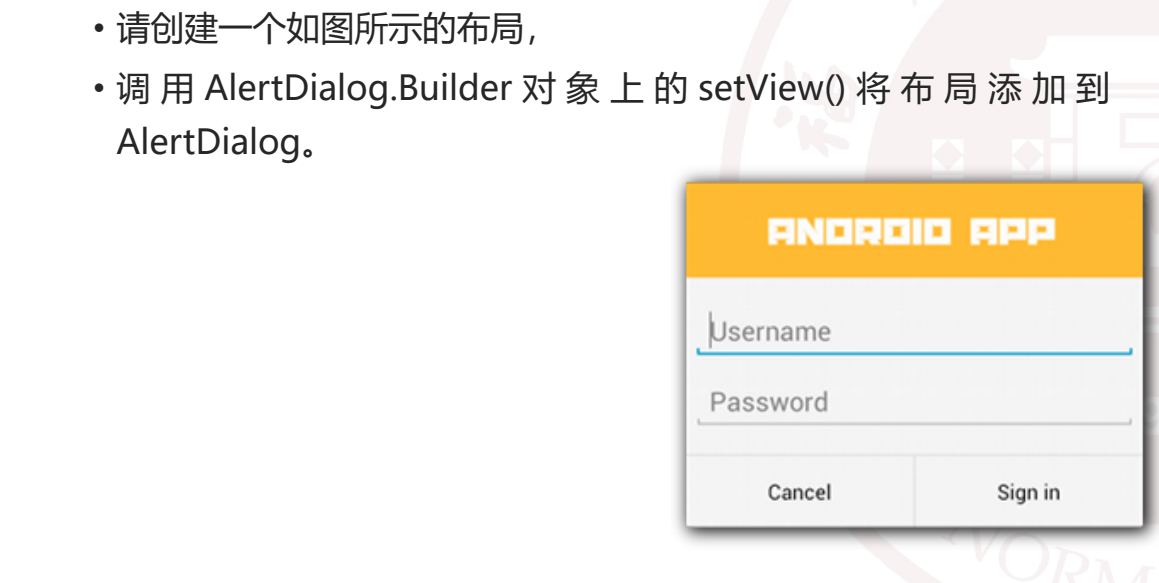 • 请创建一个如图所示的布局，
• 调用 AlertDialog.Builder 对象上的 setView() 将布局添加到
AlertDialog。
ANDROID APP
Username
Password
Cancel Sign in
NORM